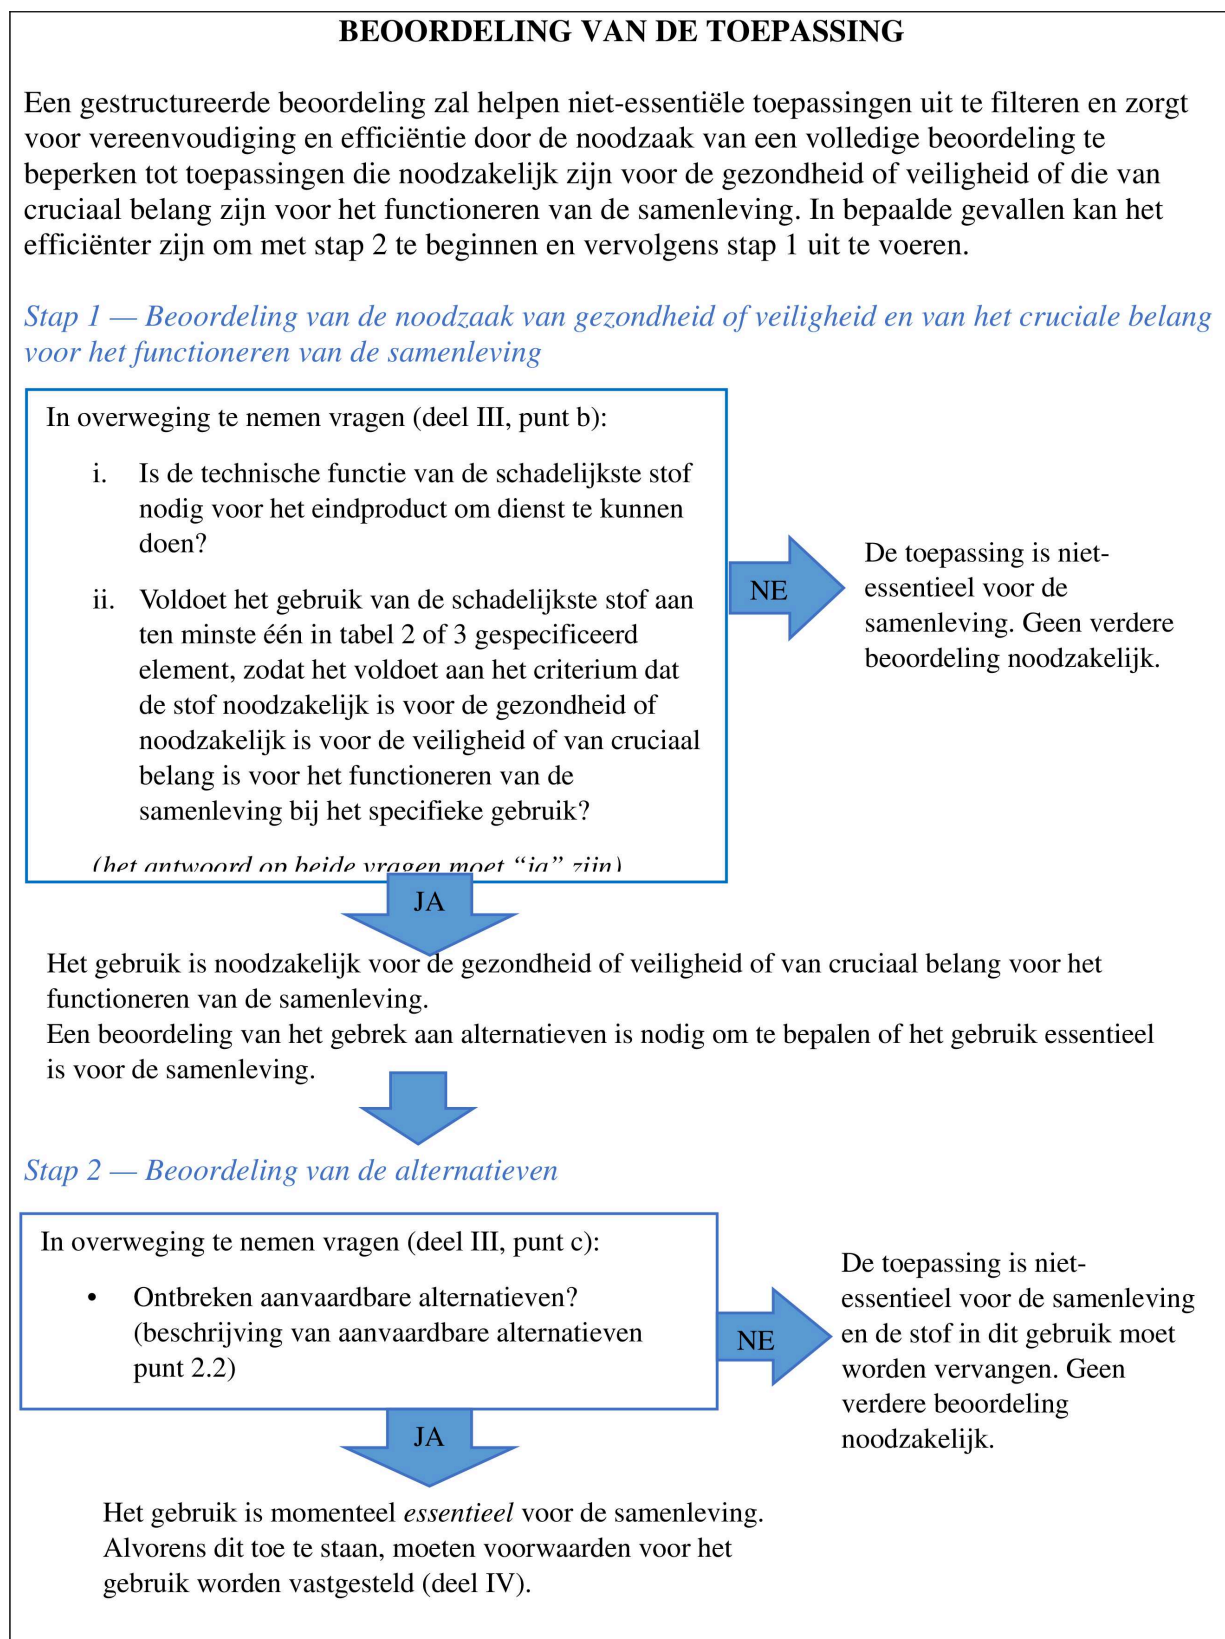 BEOORDELING VAN DE TOEPASSING
Een gestructureerde beoordeling zal helpen niet-essentiële toepassingen uit te filteren en zorgt
voor vereenvoudiging en efficiëntie door de noodzaak van een volledige beoordeling te
beperken tot toepassingen die noodzakelijk zijn voor de gezondheid of veiligheid of die van
cruciaal belang zijn voor het functioneren van de samenleving. In bepaalde gevallen kan het
efficiënter zijn om met stap 2 te beginnen en vervolgens stap 1 uit te voeren.
Stap 1 — Beoordeling van de noodzaak van gezondheid of veiligheid en van het cruciale belang
voor het functioneren van de samenleving
In overweging te nemen vragen (deel III, punt b):
i. Is de technische functie van de schadelijkste stof
nodig voor het eindproduct om dienst te kunnen
doen?
ii. Voldoet het gebruik van de schadelijkste stof aan
ten minste één in tabel 2 of 3 gespecificeerd
element, zodat het voldoet aan het criterium dat
de stof noodzakelijk is voor de gezondheid of
noodzakelijk is voor de veiligheid of van cruciaal
belang is voor het functioneren van de
samenleving bij het specifieke gebruik?
(het antwoord op beide vragen moet “ja” zijn)
NE
De toepassing is niet-
essentieel voor de
samenleving. Geen verdere
beoordeling noodzakelijk.
JA
Het gebruik is noodzakelijk voor de gezondheid of veiligheid of van cruciaal belang voor het
functioneren van de samenleving.
Een beoordeling van het gebrek aan alternatieven is nodig om te bepalen of het gebruik essentieel
is voor de samenleving.
Stap 2 — Beoordeling van de alternatieven
In overweging te nemen vragen (deel III, punt c):
• Ontbreken aanvaardbare alternatieven?
(beschrijving van aanvaardbare alternatieven
punt 2.2)
NE
De toepassing is niet-
essentieel voor de samenleving
en de stof in dit gebruik moet
worden vervangen. Geen
verdere beoordeling
noodzakelijk.
JA
Het gebruik is momenteel essentieel voor de samenleving.
Alvorens dit toe te staan, moeten voorwaarden voor het
gebruik worden vastgesteld (deel IV).